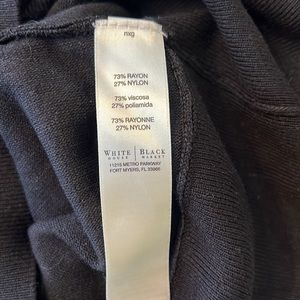 nxg
73% RAYON
27% NYLON
73% viscosa
27% poliamida
73% RAYONNE
27% NYLON
WHITE | BLACK
HOUSE | MARKET
11215 METRO PARKWAY
FORT MYERS, FL 33966